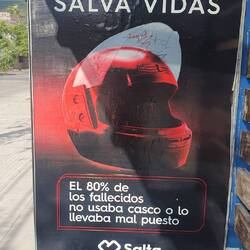 SALVA VIDAS
EL 80% de
los fallecidos
no usaba casco o lo
llevaba mal puesto
Salta